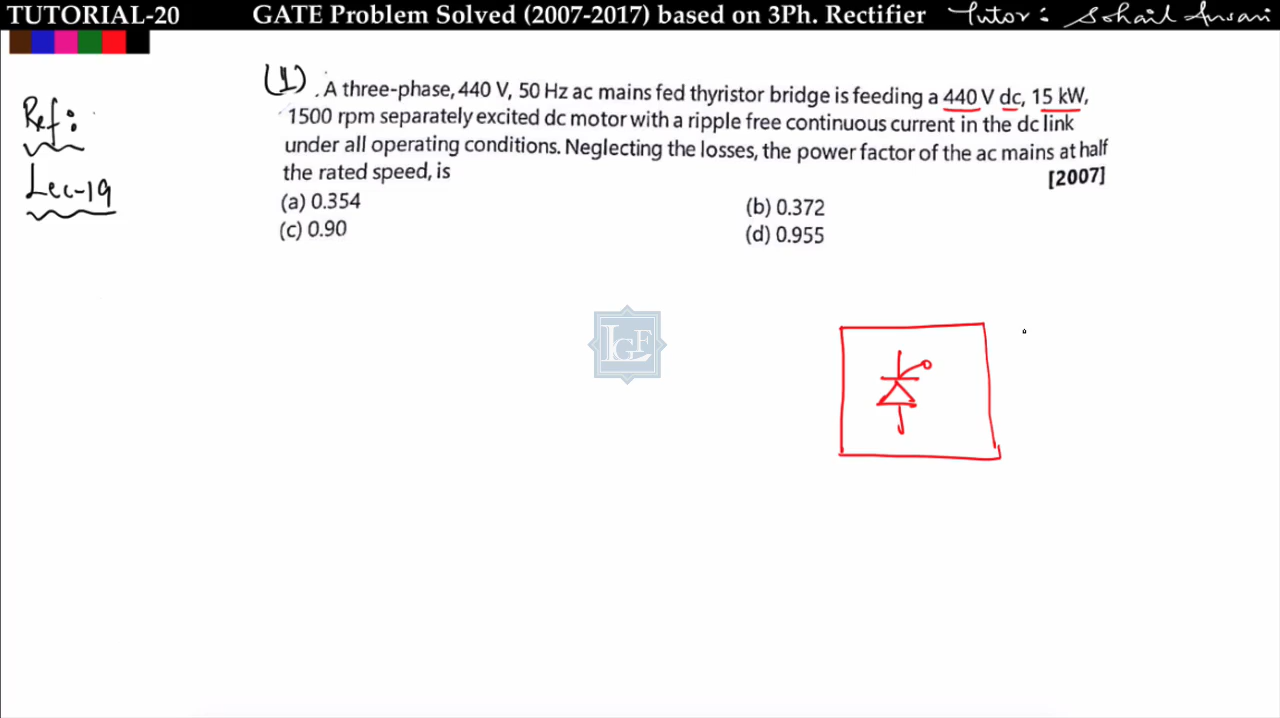 TUTORIAL-20 GATE Problem Solved (2007-2017) based on 3Ph. Rectifier Tutor: Sohail Ansari
Ref:
Lec-19
(1) . A three-phase, 440 V, 50 Hz ac mains fed thyristor bridge is feeding a 440 V dc, 15 kW,
1500 rpm separately excited dc motor with a ripple free continuous current in the dc link
under all operating conditions. Neglecting the losses, the power factor of the ac mains at half
the rated speed, is [2007]
(a) 0.354 (b) 0.372
(c) 0.90 (d) 0.955
LGF